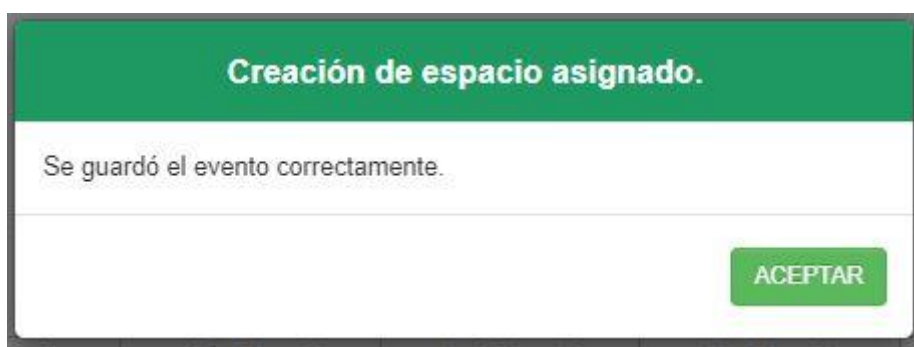 Creación de espacio asignado.
Se guardó el evento correctamente.
ACEPTAR